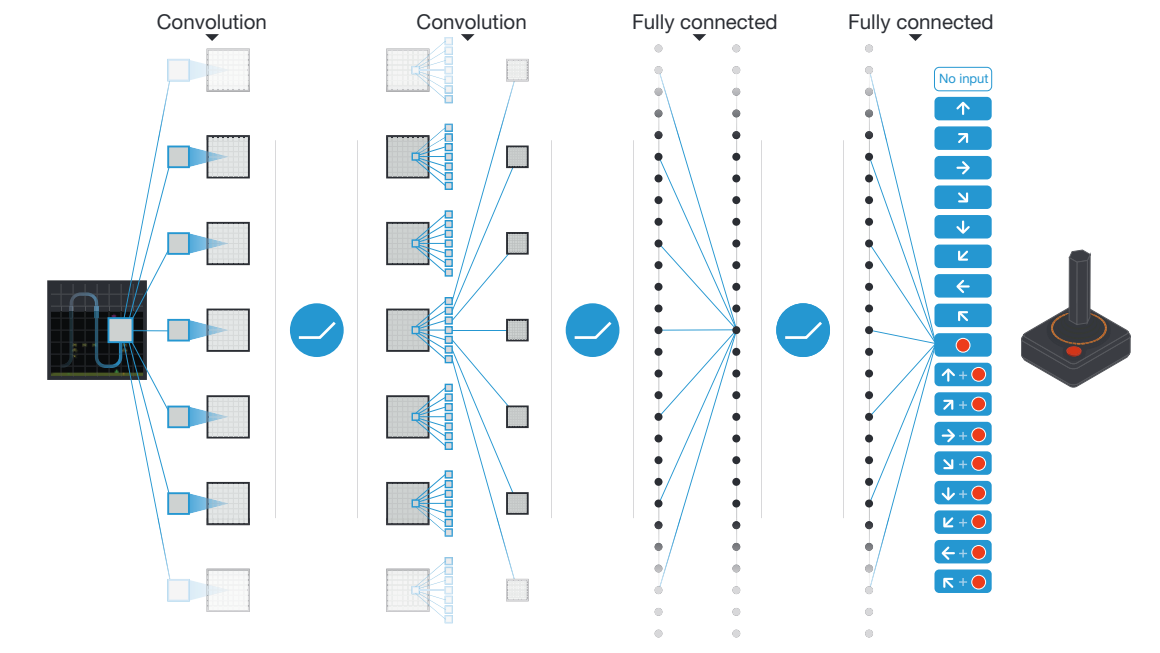 Convolution
Convolution
Fully connected
Fully connected
No input
+
+
+
+
+
+
+
+